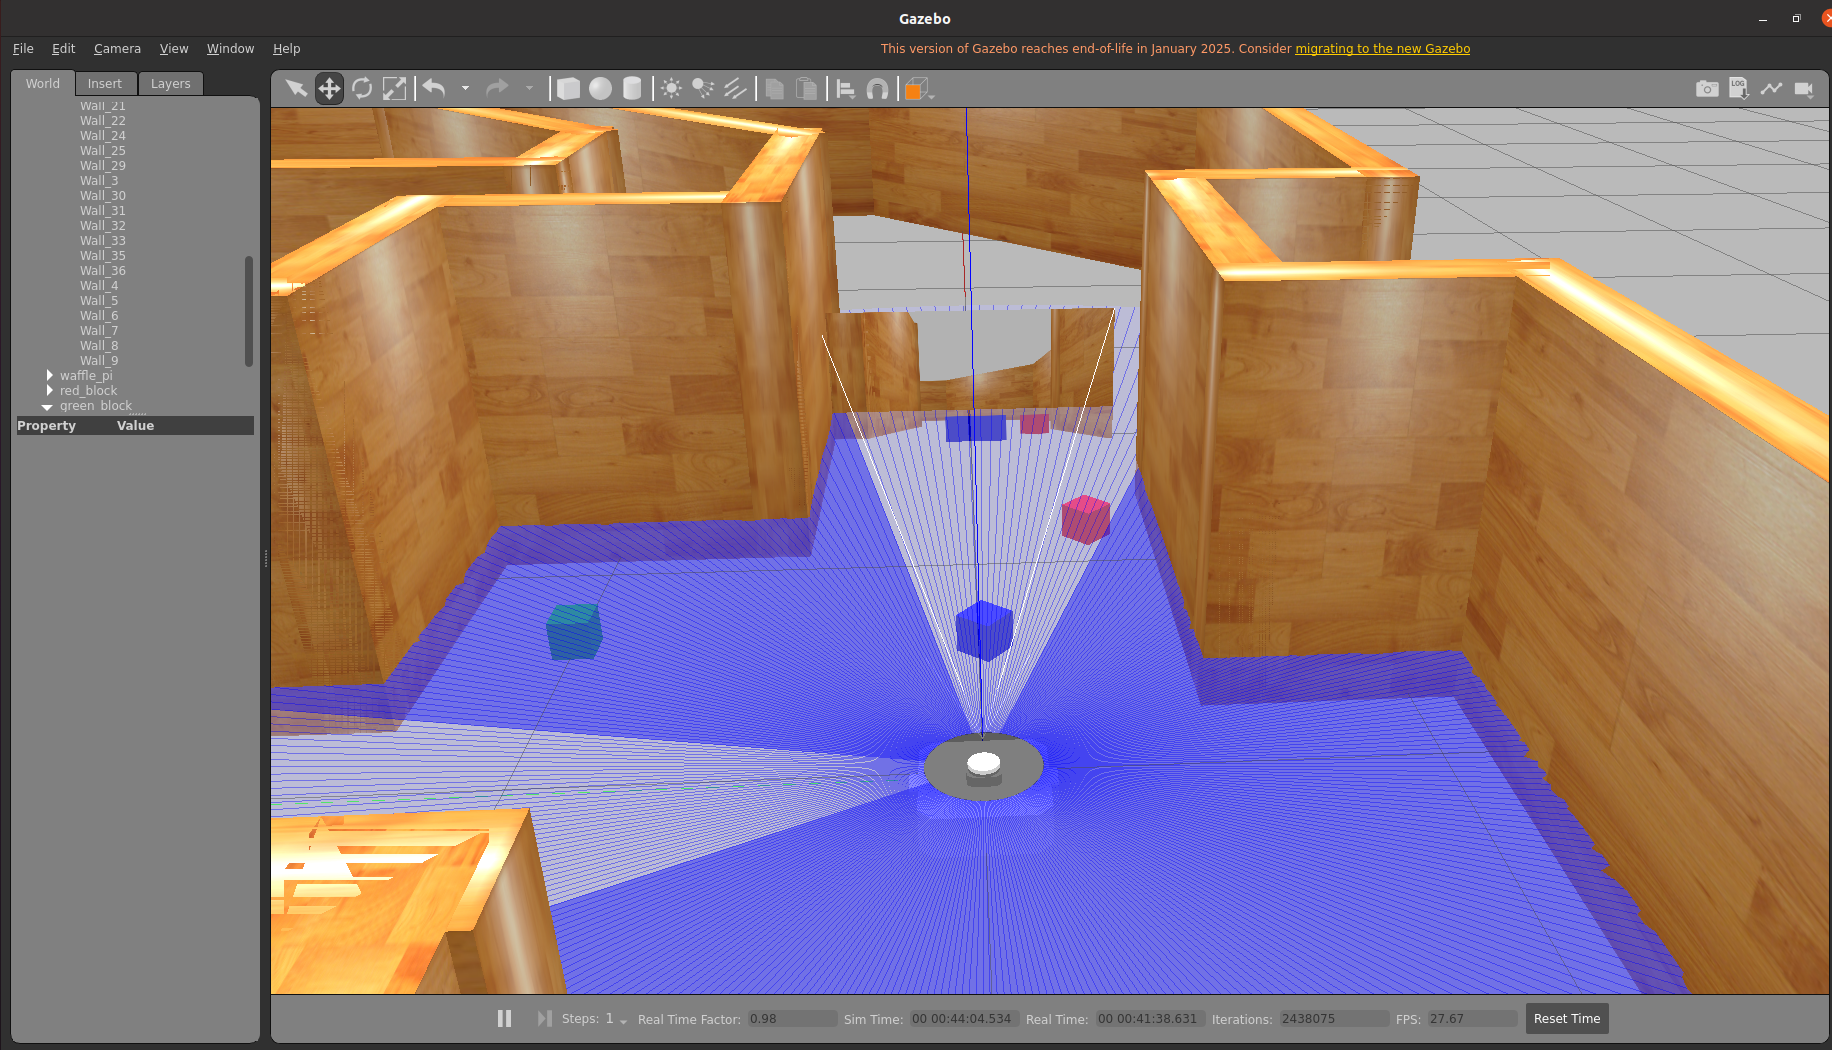 Gazebo
File Edit Camera View Window Help
This version of Gazebo reaches end-of-life in January 2025. Consider migrating to the new Gazebo
World Insert Layers
LOG
Wall_21
Wall_22
Wall_24
Wall_25
Wall_29
Wall_3
Wall_30
Wall_31
Wall_32
Wall_33
Wall_35
Wall_36
Wall_4
Wall_5
Wall_6
Wall_7
Wall_8
Wall_9
waffle_pi
red_block
green_block
Property Value
Steps: 1 Real Time Factor: 0.98 Sim Time: 00 00:44:04.534 Real Time: 00 00:41:38.631 Iterations: 2438075 FPS: 27.67 Reset Time